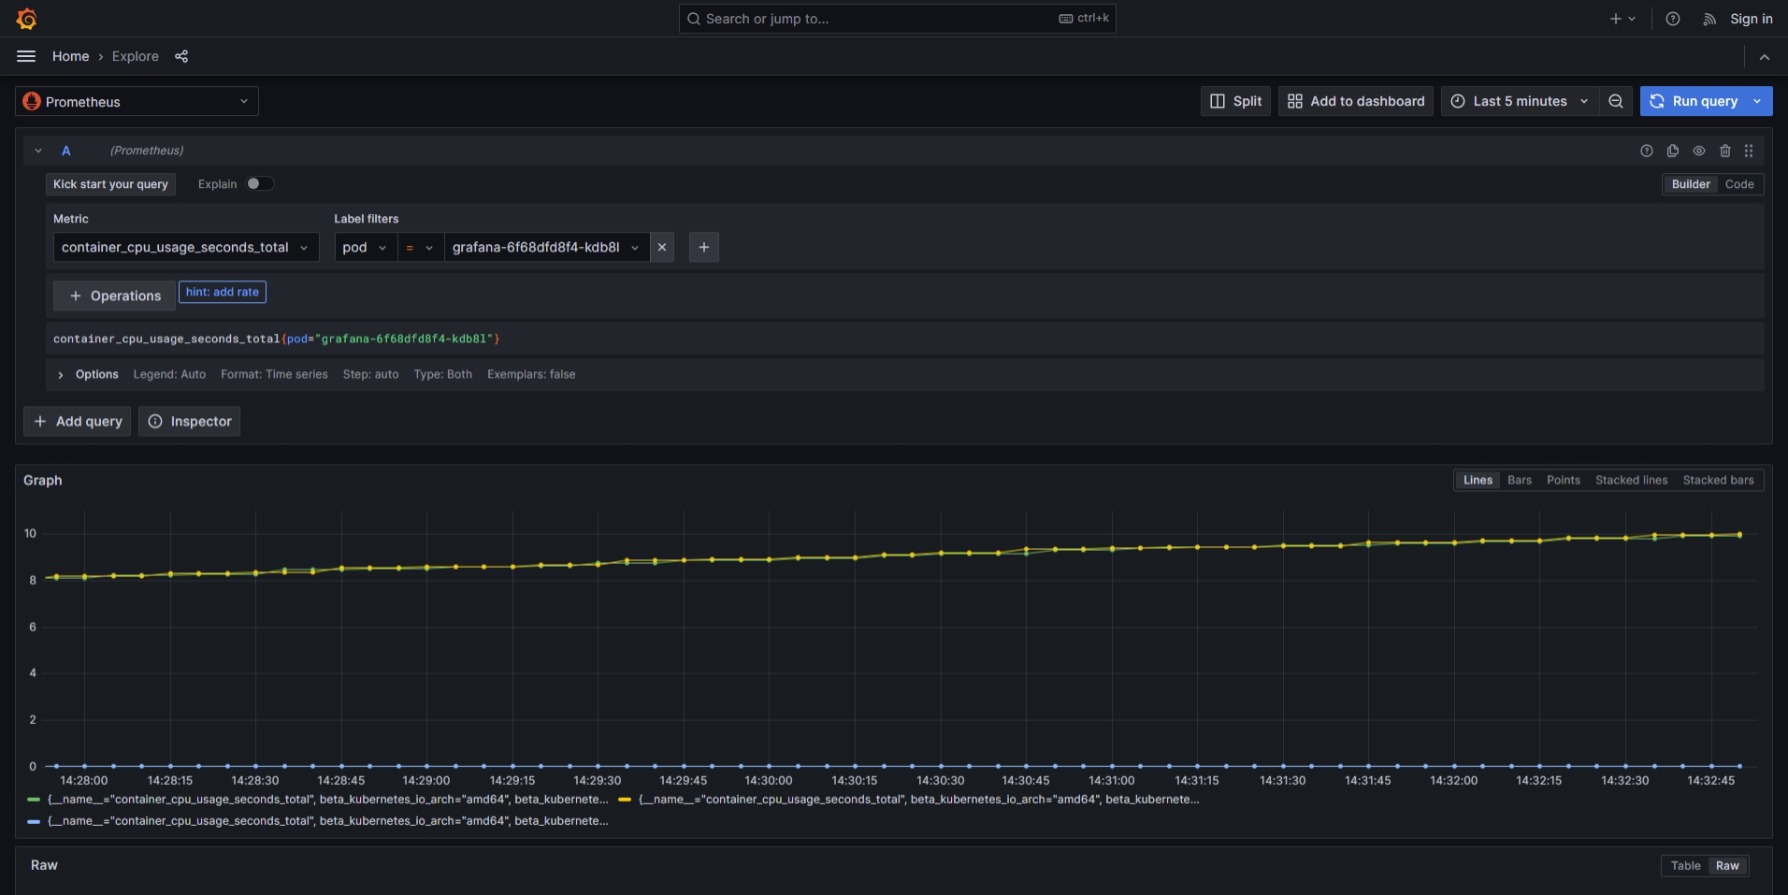 Search or jump to... ctrl+k Sign in
Home › Explore
Prometheus Split Add to dashboard Last 5 minutes Run query
A (Prometheus)
Kick start your query Explain Builder Code
Metric Label filters
container_cpu_usage_seconds_total pod = grafana-6f68dfd8f4-kdb8l
+ Operations hint: add rate
container_cpu_usage_seconds_total{pod="grafana-6f68dfd8f4-kdb8l"}
Options Legend: Auto Format: Time series Step: auto Type: Both Exemplars: false
+ Add query Inspector
Graph Lines Bars Points Stacked lines Stacked bars
10
8
6
4
2
0
14:28:00 14:28:15 14:28:30 14:28:45 14:29:00 14:29:15 14:29:30 14:29:45 14:30:00 14:30:15 14:30:30 14:30:45 14:31:00 14:31:15 14:31:30 14:31:45 14:32:00 14:32:15 14:32:30 14:32:45
{__name__="container_cpu_usage_seconds_total", beta_kubernetes_io_arch="amd64", beta_kubernete... {__name__="container_cpu_usage_seconds_total", beta_kubernetes_io_arch="amd64", beta_kubernete...
{__name__="container_cpu_usage_seconds_total", beta_kubernetes_io_arch="amd64", beta_kubernete...
Raw Table Raw